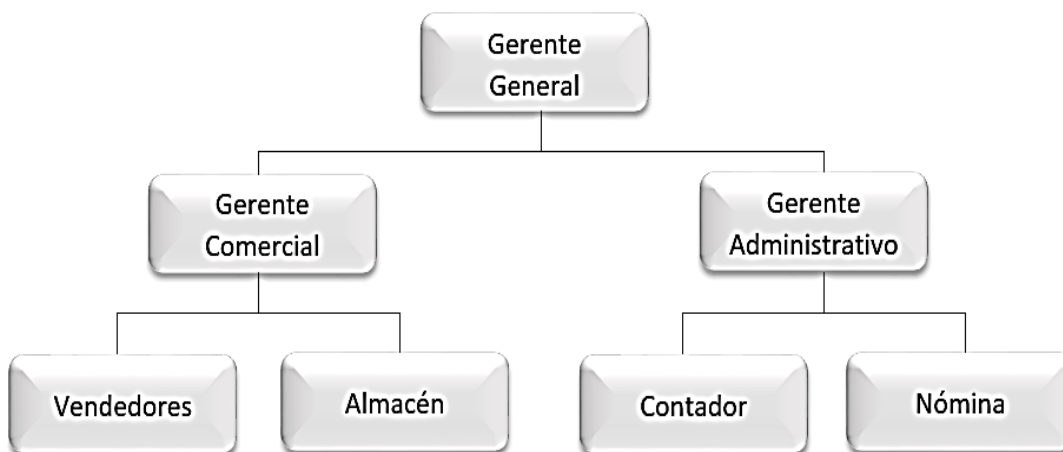 Gerente
General
Gerente
Comercial
Gerente
Administrativo
Vendedores
Almacén
Contador
Nómina